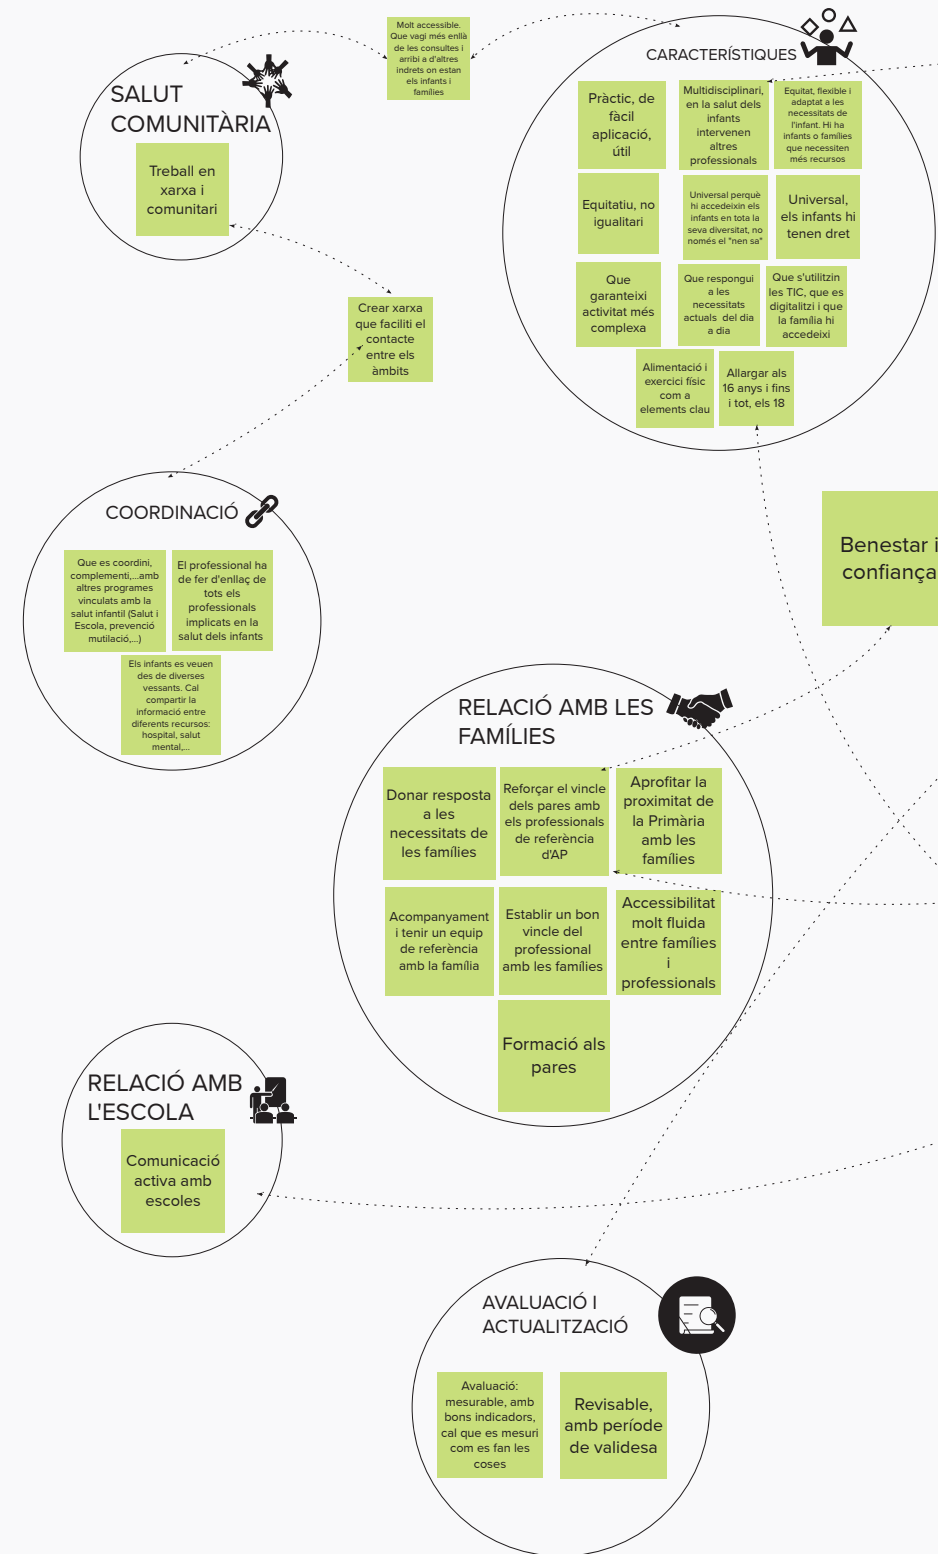 Molt accessible.
Que vagi més enllà
de les consultes i
arribi a d'altres
indrets on estan
els infants i
famílies
SALUT
COMUNITÀRIA
Treball en
xarxa i
comunitari
CARACTERÍSTIQUES
Pràctic, de
fàcil
aplicació,
útil
Multidisciplinari,
en la salut dels
infants
intervenen
altres
professionals
Equitat, flexible i
adaptat a les
necessitats de
l'infant. Hi ha
infants o famílies
que necessiten
més recursos
Equitatiu, no
igualitari
Universal perquè
hi accedeixin els
infants en tota la
seva diversitat, no
només el "nen sa"
Universal,
els infants hi
tenen dret
Que
garanteixi
activitat més
complexa
Que respongui
a les
necessitats
actuals del dia
a dia
Que s'utilitzin
les TIC, que es
digitalitzi i que
la família hi
accedeixi
Alimentació i
exercici físic
com a
elements clau
Allargar als
16 anys i fins
i tot, els 18
Crear xarxa
que faciliti el
contacte
entre els
àmbits
COORDINACIÓ
Que es coordini,
complementi,...amb
altres programes
vinculats amb la
salut infantil (Salut i
Escola, prevenció
mutilació,...)
El professional ha
de fer d'enllaç de
tots els
professionals
implicats en la
salut dels infants
Els infants es veuen
des de diverses
vessants. Cal
compartir la
informació entre
diferents recursos:
hospital, salut
mental,...
Benestar i
confiança
RELACIÓ AMB LES
FAMÍLIES
Donar resposta
a les
necessitats de
les famílies
Reforçar el vincle
dels pares amb
els professionals
de referència
d'AP
Aprofitar la
proximitat de
la Primària
amb les
famílies
Acompanyament
i tenir un equip
de referència
amb la família
Establir un bon
vincle del
professional
amb les famílies
Accessibilitat
molt fluida
entre famílies
i
professionals
Formació als
pares
RELACIÓ AMB
L'ESCOLA
Comunicació
activa amb
escoles
AVALUACIÓ I
ACTUALITZACIÓ
Avaluació:
mesurable, amb
bons indicadors,
cal que es mesuri
com es fan les
coses
Revisable,
amb període
de validesa